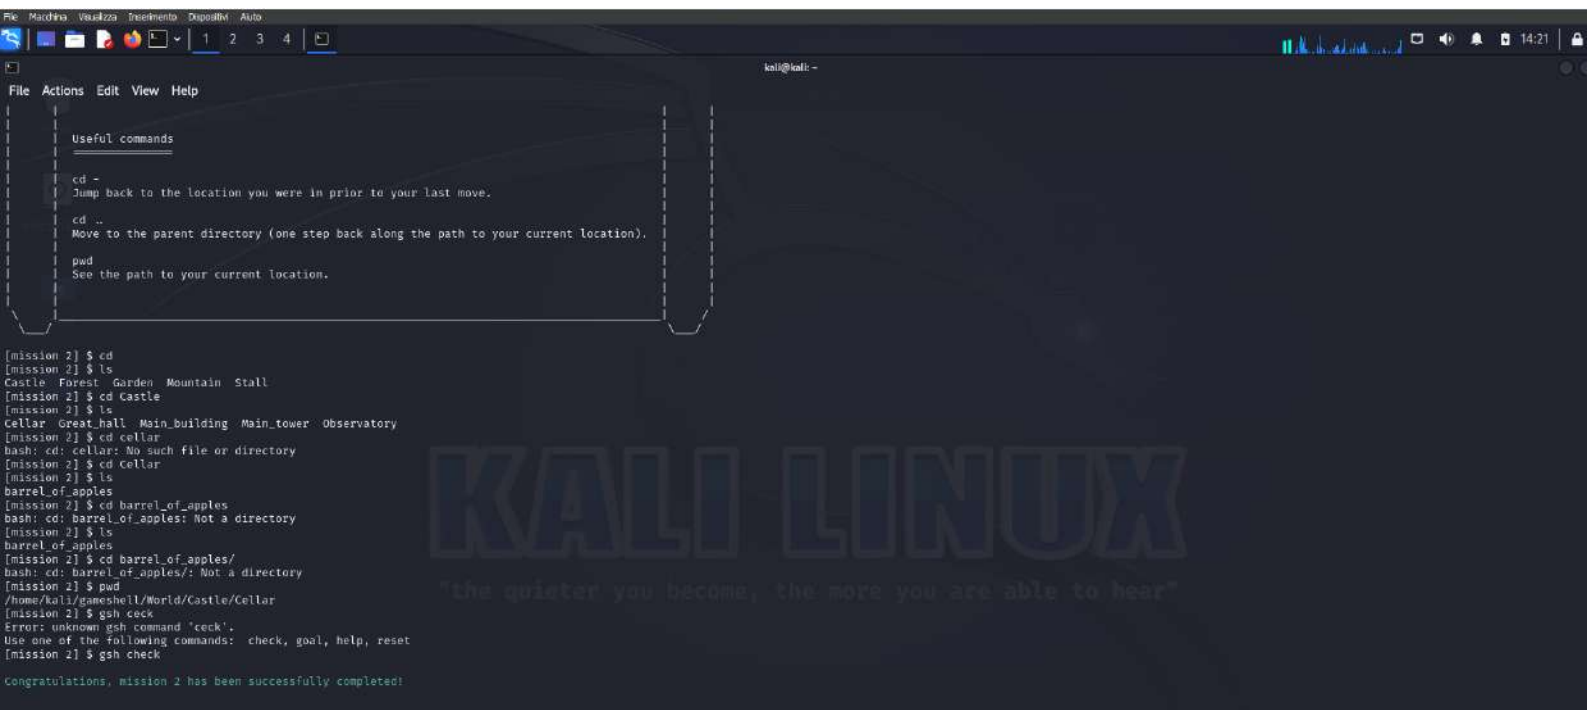 File Macchina Visualizza Inserimento Dispositivi Aiuto
1 2 3 4 14:21
kali@kali: ~
File Actions Edit View Help
Useful commands
cd -
Jump back to the location you were in prior to your last move.
cd ..
Move to the parent directory (one step back along the path to your current location).
pwd
See the path to your current location.
[mission 2] $ cd
[mission 2] $ ls
Castle Forest Garden Mountain Stall
[mission 2] $ cd Castle
[mission 2] $ ls
Cellar Great_hall Main_building Main_tower Observatory
[mission 2] $ cd cellar
bash: cd: cellar: No such file or directory
[mission 2] $ cd Cellar
[mission 2] $ ls
barrel_of_apples
[mission 2] $ cd barrel_of_apples
bash: cd: barrel_of_apples: Not a directory
[mission 2] $ ls
barrel_of_apples
[mission 2] $ cd barrel_of_apples/
bash: cd: barrel_of_apples/: Not a directory
[mission 2] $ pwd
/home/kali/gameshell/World/Castle/Cellar
[mission 2] $ gsh ceck
Error: unknown gsh command 'ceck'.
Use one of the following commands: check, goal, help, reset
[mission 2] $ gsh check
Congratulations, mission 2 has been successfully completed!
KALI LINUX
"the quieter you become, the more you are able to hear"